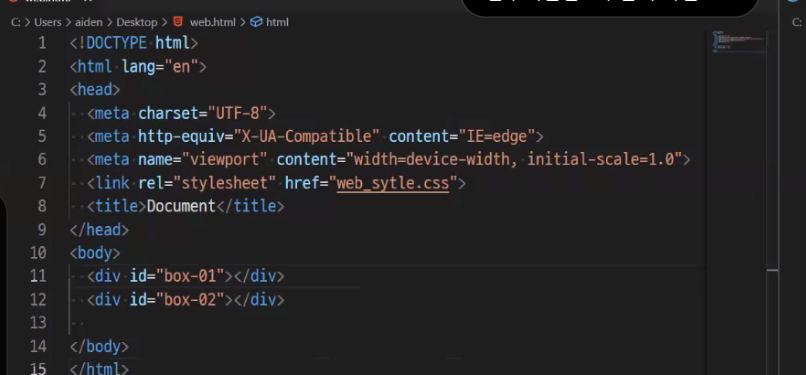 C: > Users > aiden > Desktop > web.html > html
1 <!DOCTYPE html>
2 <html lang="en">
3 <head>
4 <meta charset="UTF-8">
5 <meta http-equiv="X-UA-Compatible" content="IE=edge">
6 <meta name="viewport" content="width=device-width, initial-scale=1.0">
7 <link rel="stylesheet" href="web_sytle.css">
8 <title>Document</title>
9 </head>
10 <body>
11 <div id="box-01"></div>
12 <div id="box-02"></div>
13
14 </body>
15 </html>
C: